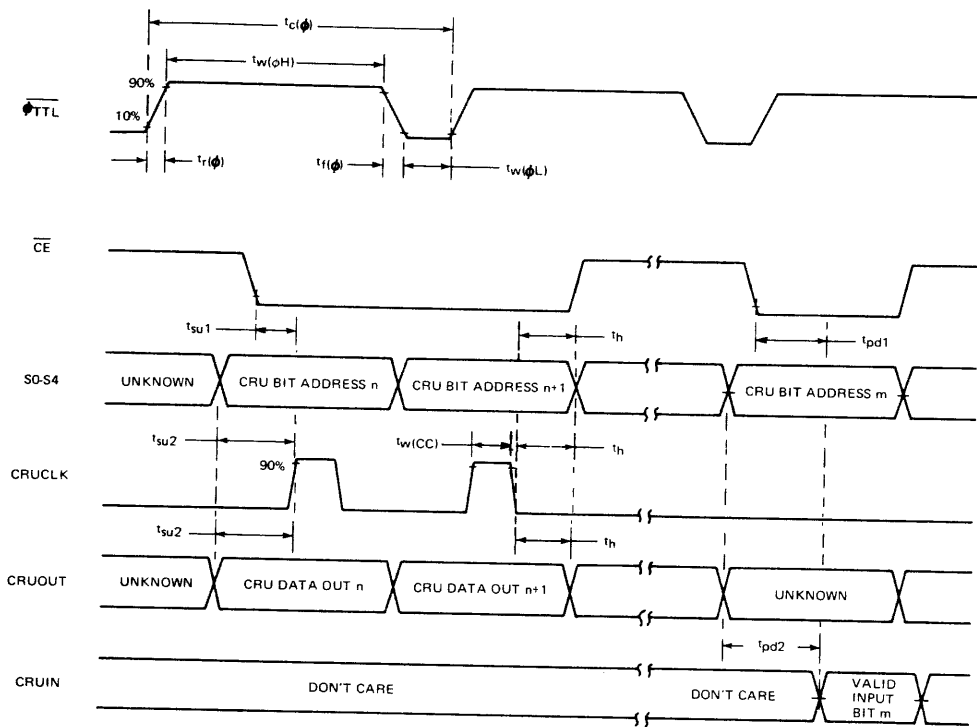 tc(ϕ)
tw(ϕH)
90%
ϕTTL
10%
tr(ϕ)
tf(ϕ)
tw(ϕL)
CE
tsu1
th
tpd1
S0-S4
UNKNOWN
CRU BIT ADDRESS n
CRU BIT ADDRESS n+1
CRU BIT ADDRESS m
tsu2
tw(CC)
th
90%
CRUCLK
tsu2
th
CRUOUT
UNKNOWN
CRU DATA OUT n
CRU DATA OUT n+1
UNKNOWN
tpd2
CRUIN
DON'T CARE
DON'T CARE
VALID
INPUT
BIT m